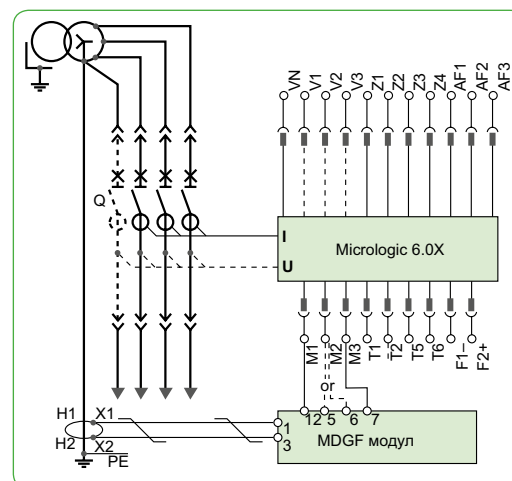 VN V1 V2 V3 Z1 Z2 Z3 Z4 AF1 AF2 AF3
Q
I
U
Micrologic 6.0X
M1 M2 M3 T1 T2 T5 T6 F1– F2+
or
12 5 6 7
H1 X1
1
H2 X2
3
MDGF модул
PE